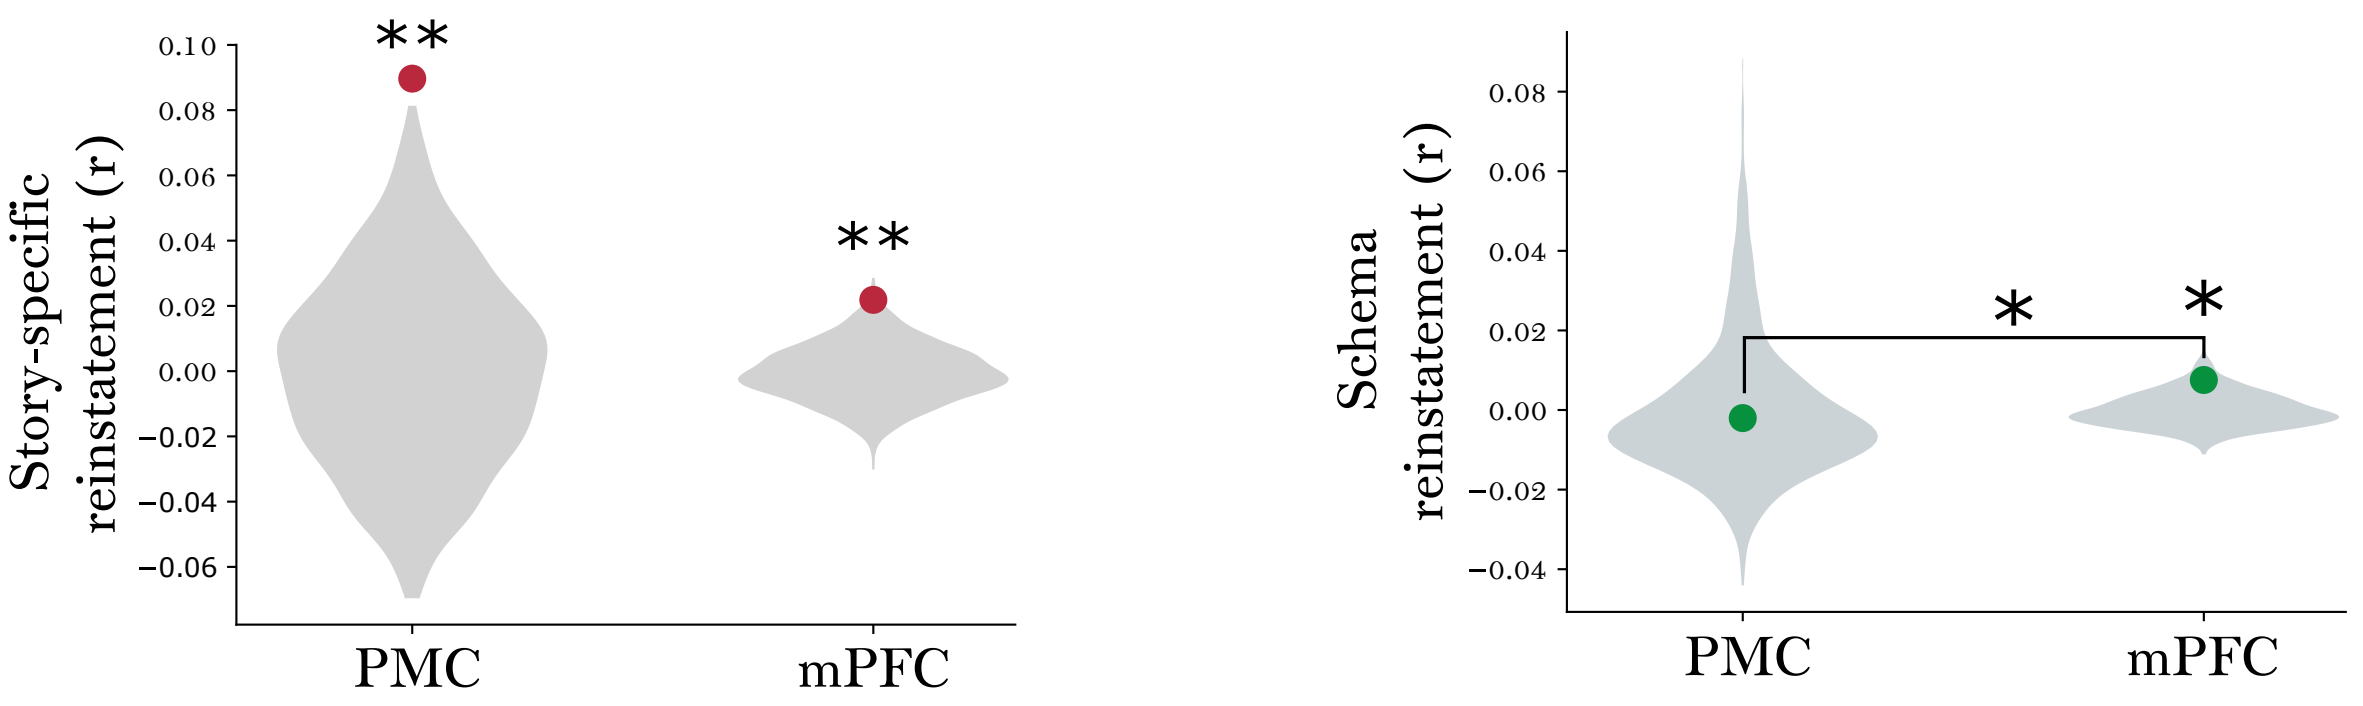 Story-specific
reinstatement (r)
0.10
0.08
0.06
0.04
0.02
0.00
−0.02
−0.04
−0.06
**
**
PMC
mPFC
Schema
reinstatement (r)
0.08
0.06
0.04
0.02
0.00
−0.02
−0.04
*
*
PMC
mPFC